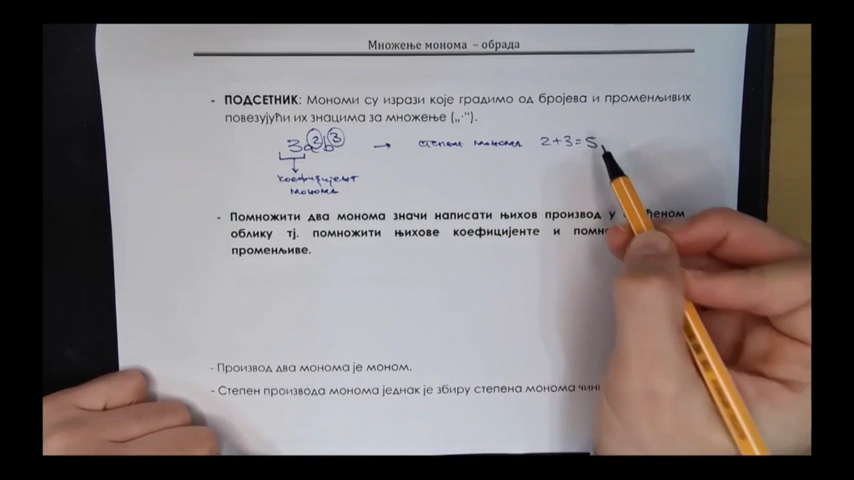 Множење монома – обрада
- ПОДСЕТНИК: Мономи су изрази које градимо од бројева и променљивих
повезујући их знацима за множење („·“).
3a²b³ → степен монома 2+3=5
коефицијент
монома
- Помножити два монома значи написати њихов производ у
облику тј. помножити њихове коефицијенте и
променљиве.
- Производ два монома је моном.
- Степен производа монома једнак је збиру степена монома